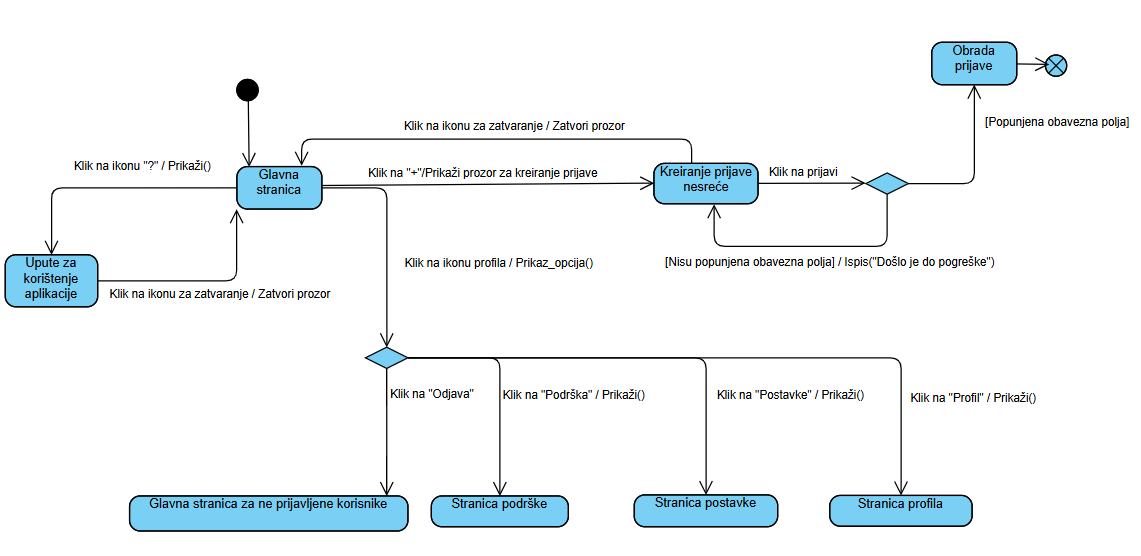 Obrada
prijave
[Popunjena obavezna polja]
Klik na ikonu za zatvaranje / Zatvori prozor
Klik na ikonu "?" / Prikaži()
Glavna
stranica
Klik na "+"/Prikaži prozor za kreiranje prijave
Kreiranje prijave
nesreće
Klik na prijavi
Upute za
korištenje
aplikacije
Klik na ikonu za zatvaranje / Zatvori prozor
Klik na ikonu profila / Prikaz_opcija()
[Nisu popunjena obavezna polja] / Ispis("Došlo je do pogreške")
Klik na "Odjava"
Klik na "Podrška" / Prikaži()
Klik na "Postavke" / Prikaži()
Klik na "Profil" / Prikaži()
Glavna stranica za ne prijavljene korisnike
Stranica podrške
Stranica postavke
Stranica profila